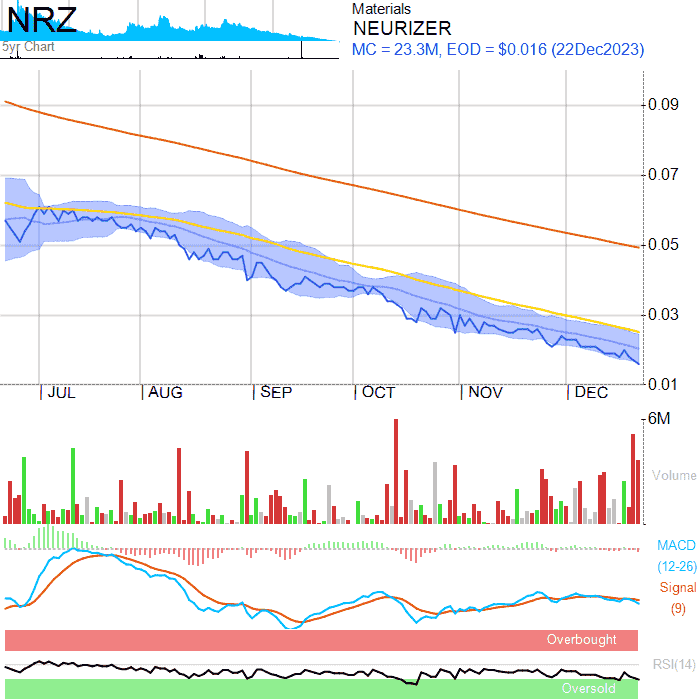 NRZ
5yr Chart
Materials
NEURIZER
MC = 23.3M, EOD = $0.016 (22Dec2023)
0.09
0.07
0.05
0.03
0.01
JUL
AUG
SEP
OCT
NOV
DEC
6M
Volume
MACD
(12-26)
Signal
(9)
Overbought
RSI(14)
Oversold